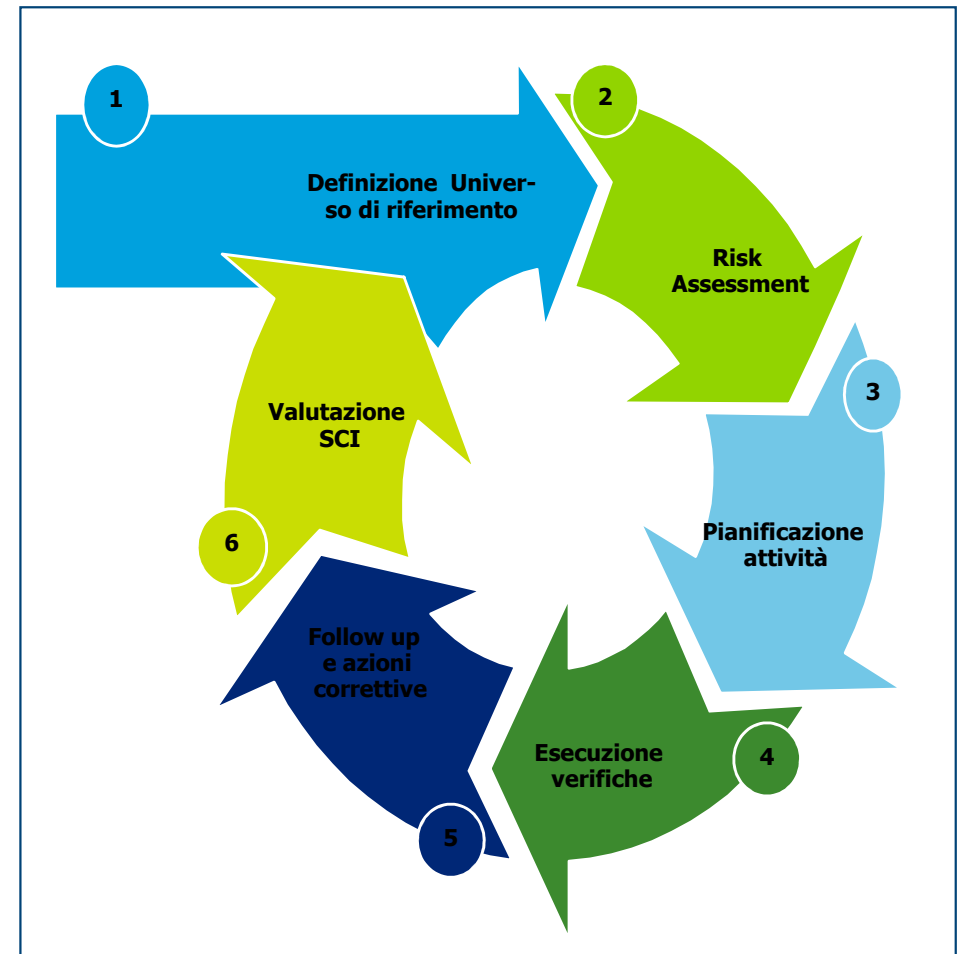 1
Definizione Univer-
so di riferimento
2
Risk
Assessment
3
Pianificazione
attività
4
Esecuzione
verifiche
5
Follow up
e azioni
correttive
6
Valutazione
SCI